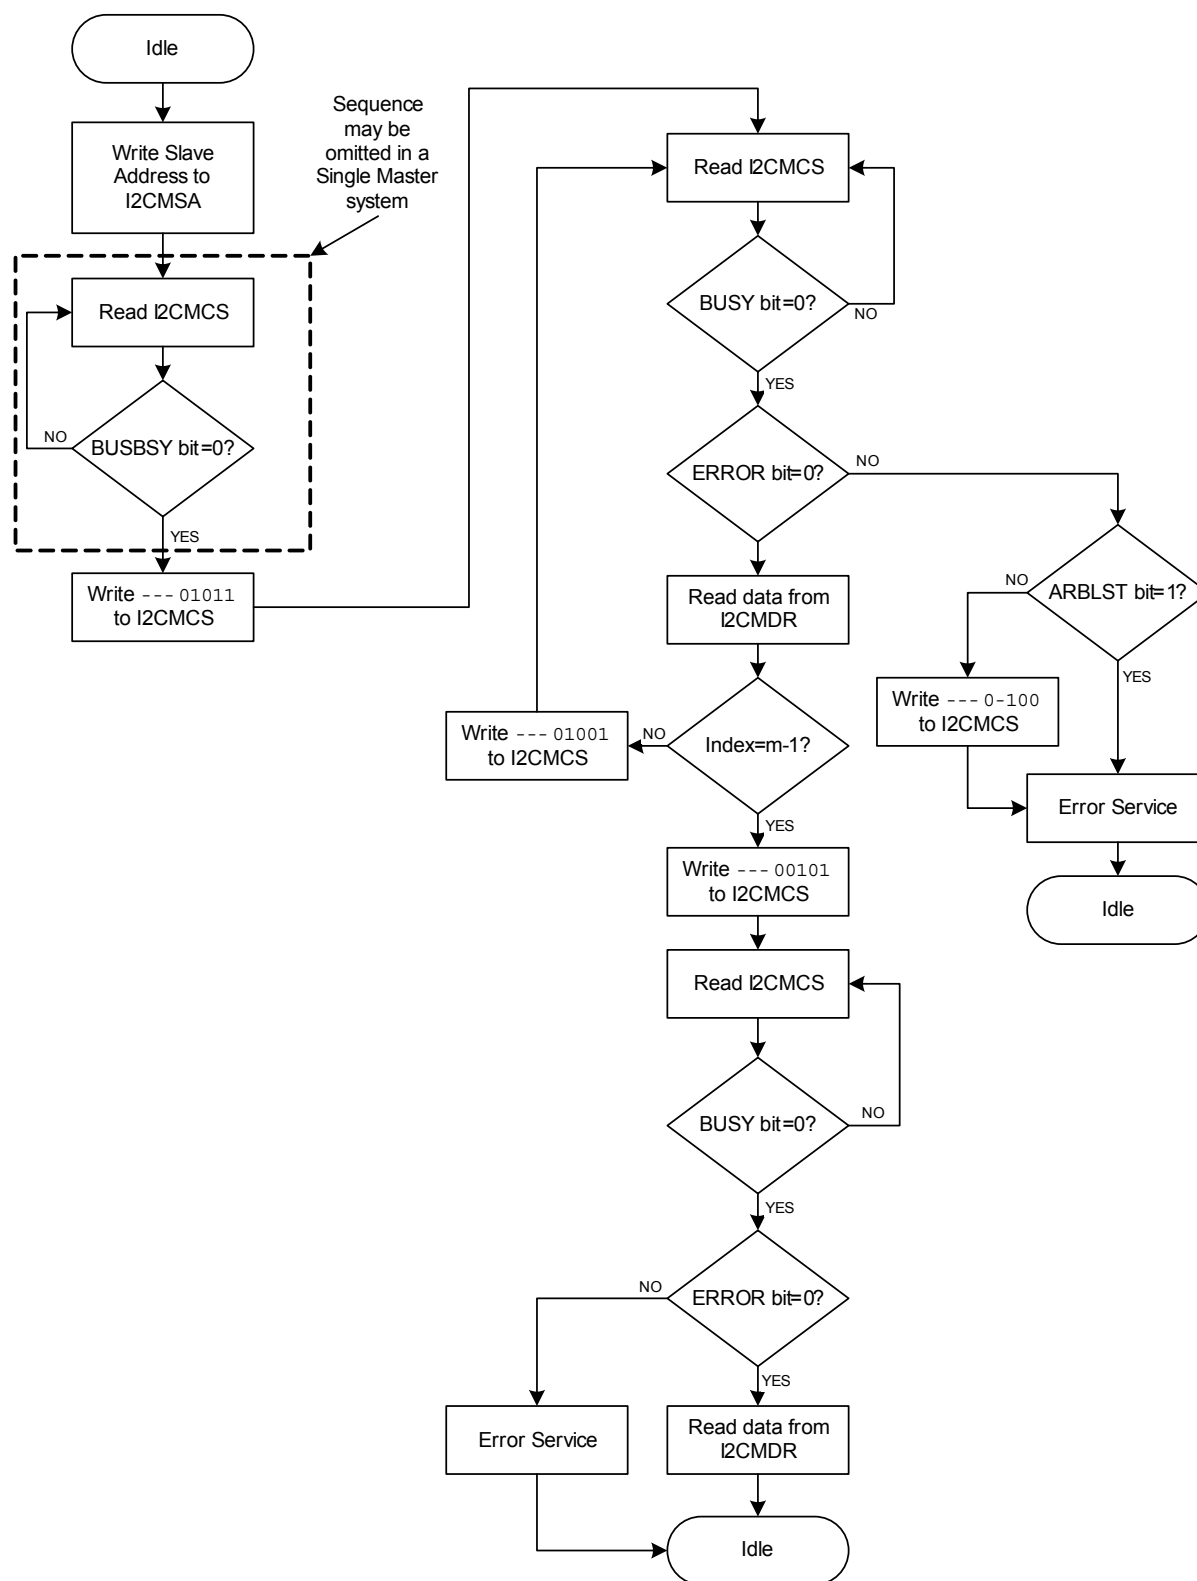 Idle
Write Slave
Address to
I2CMSA
Sequence
may be
omitted in a
Single Master
system
Read I2CMCS
BUSBSY bit=0?
NO
YES
Write --- 01011
to I2CMCS
Read I2CMCS
BUSY bit=0?
NO
YES
ERROR bit=0?
NO
Read data from
I2CMDR
ARBLST bit=1?
NO
YES
Write --- 0-100
to I2CMCS
Error Service
Idle
Index=m-1?
NO
Write --- 01001
to I2CMCS
YES
Write --- 00101
to I2CMCS
Read I2CMCS
BUSY bit=0?
NO
YES
ERROR bit=0?
NO
YES
Error Service
Read data from
I2CMDR
Idle